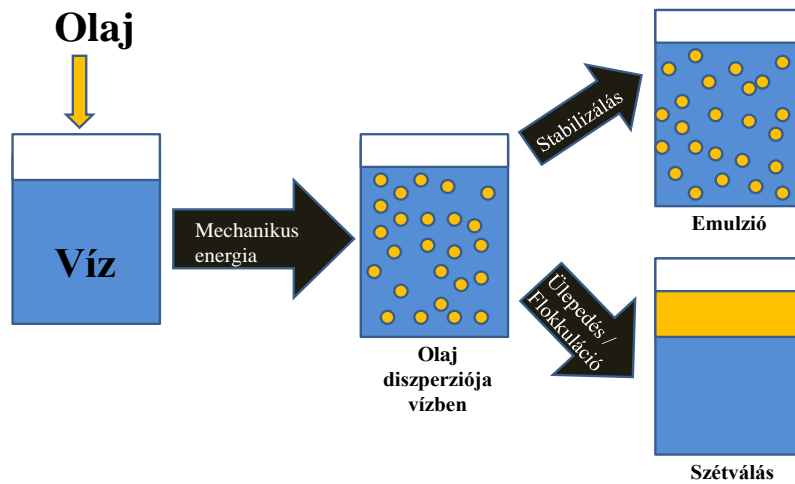 Olaj
Víz
Mechanikus
energia
Olaj
diszperziója
vízben
Stabilizálás
Emulzió
Ülepedés /
Flokkuláció
Szétválás